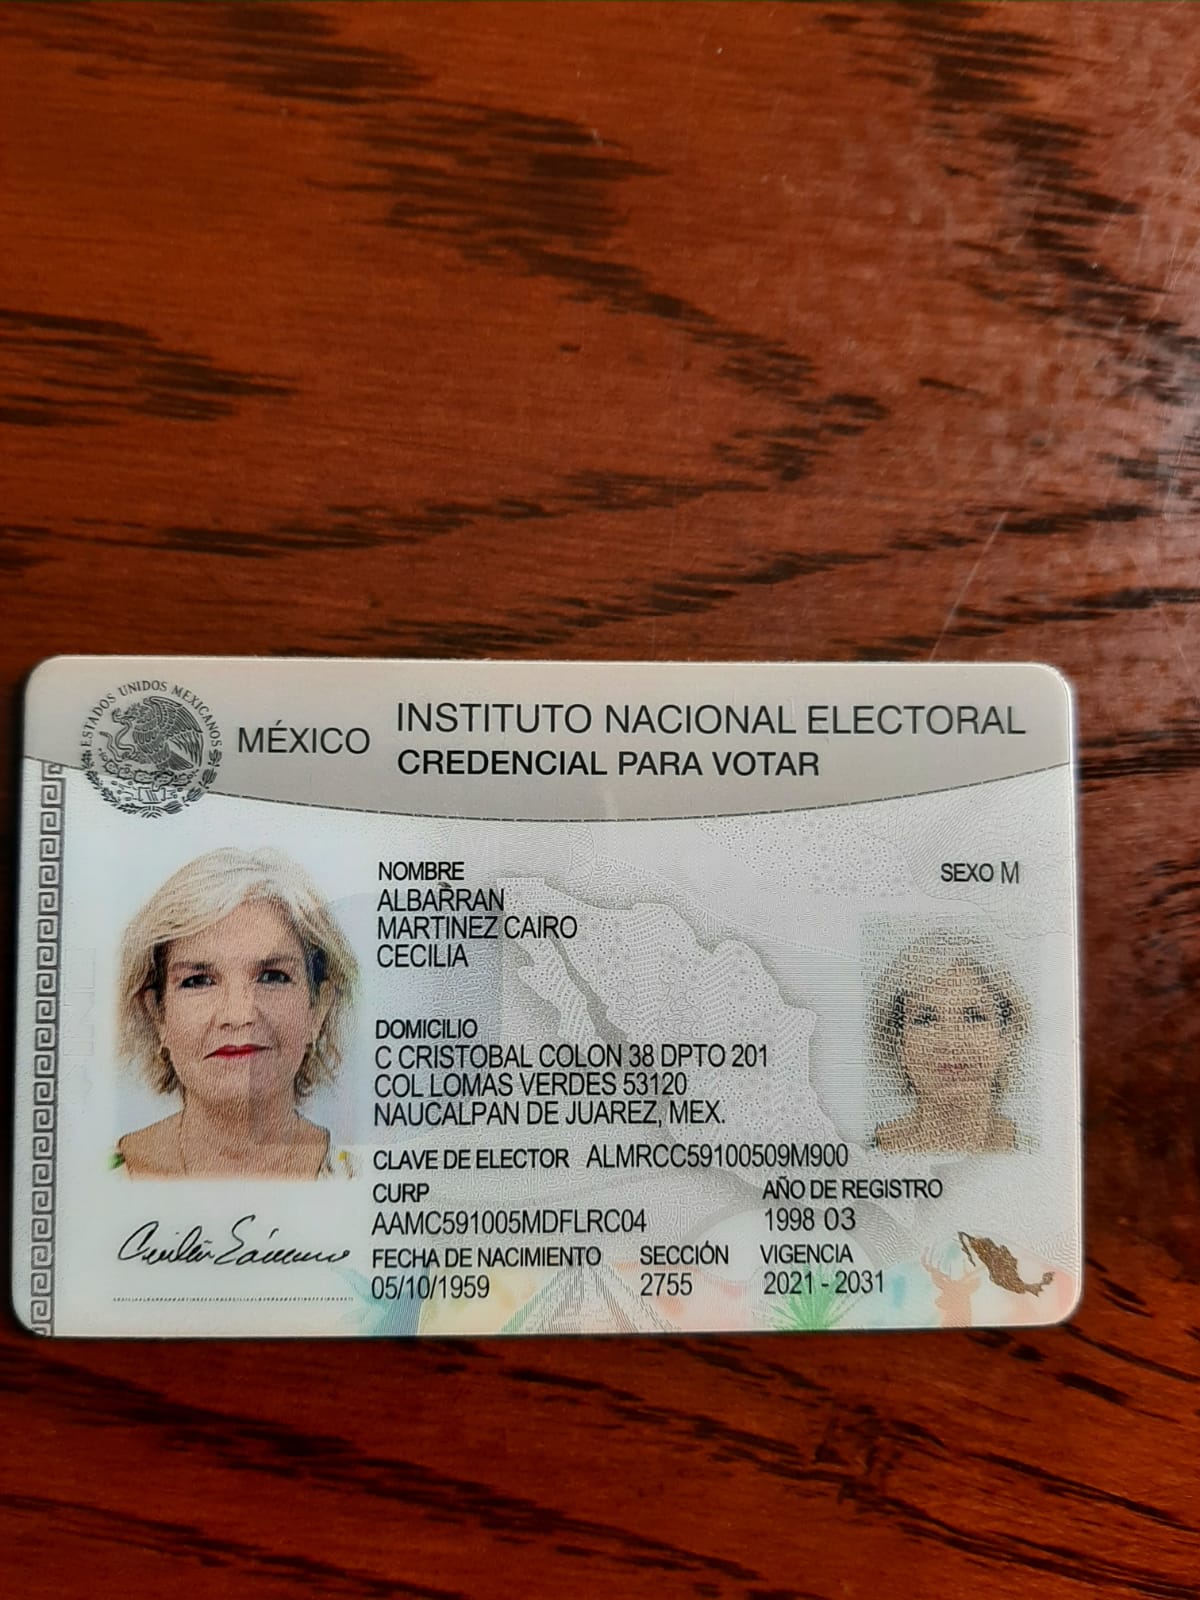 ESTADOS UNIDOS MEXICANOS
MÉXICO
INSTITUTO NACIONAL ELECTORAL
CREDENCIAL PARA VOTAR
NOMBRE
ALBARRAN
MARTINEZ CAIRO
CECILIA
SEXO M
DOMICILIO
C CRISTOBAL COLON 38 DPTO 201
COL LOMAS VERDES 53120
NAUCALPAN DE JUAREZ, MEX.
CLAVE DE ELECTOR ALMRCC59100509M900
CURP
AAMC591005MDFLRC04
AÑO DE REGISTRO
1998 03
FECHA DE NACIMIENTO
05/10/1959
SECCIÓN
2755
VIGENCIA
2021 - 2031